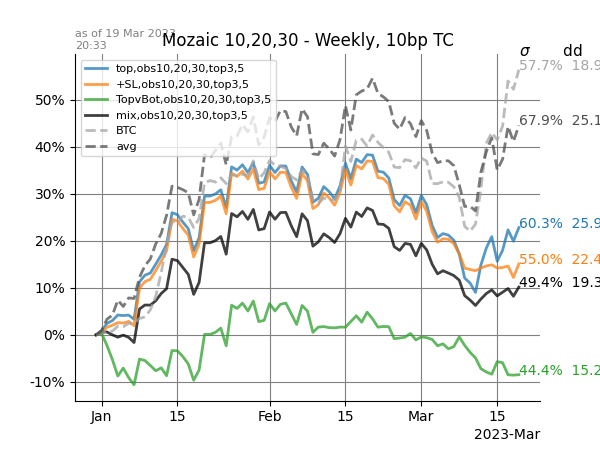 as of 19 Mar 2023
20:33
Mozaic 10,20,30 - Weekly, 10bp TC
σ dd
top,obs10,20,30,top3,5
+SL,obs10,20,30,top3,5
TopvBot,obs10,20,30,top3,5
mix,obs10,20,30,top3,5
BTC
avg
57.7% 18.9
67.9% 25.1
60.3% 25.9
55.0% 22.4
49.4% 19.3
44.4% 15.2
50%
40%
30%
20%
10%
0%
-10%
Jan 15 Feb 15 Mar 15
2023-Mar